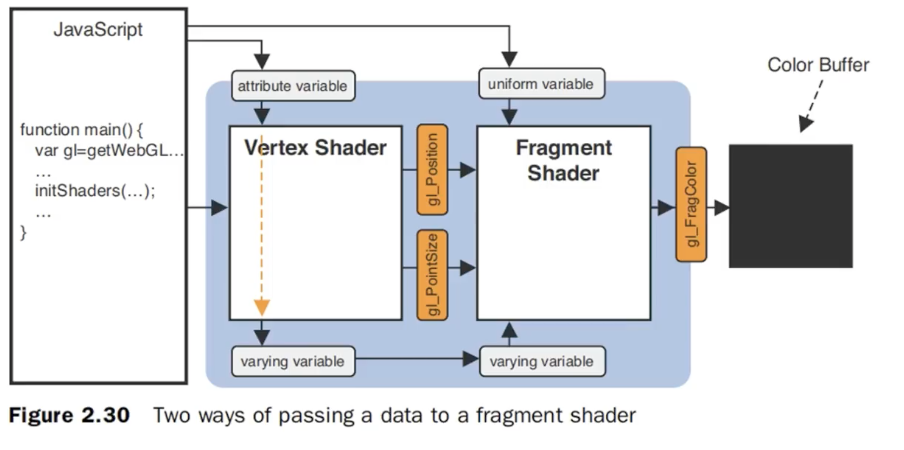 JavaScript
function main() {
var gl=getWebGL...
...
initShaders(...);
...
}
attribute variable
uniform variable
Vertex Shader
gl_Position
gl_PointSize
Fragment
Shader
gl_FragColor
Color Buffer
varying variable
varying variable
Figure 2.30 Two ways of passing a data to a fragment shader